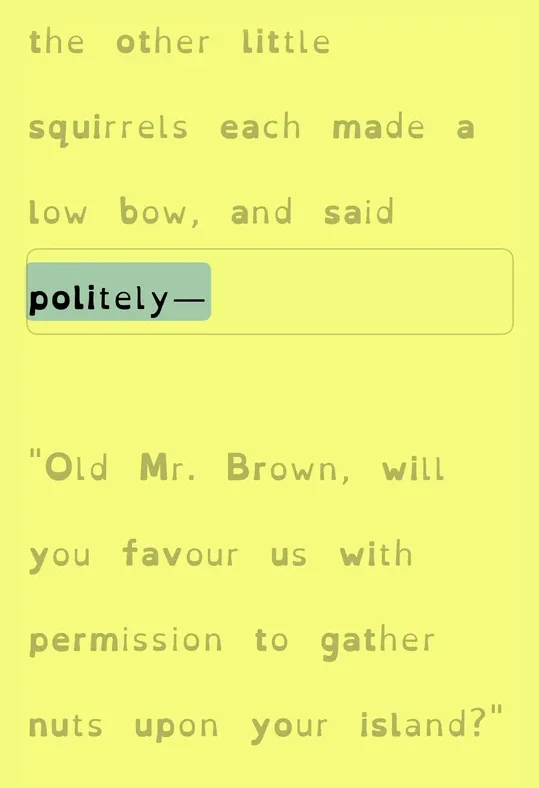 the other little
squirrels each made a
low bow, and said
politely—
"Old Mr. Brown, will
you favour us with
permission to gather
nuts upon your island?"